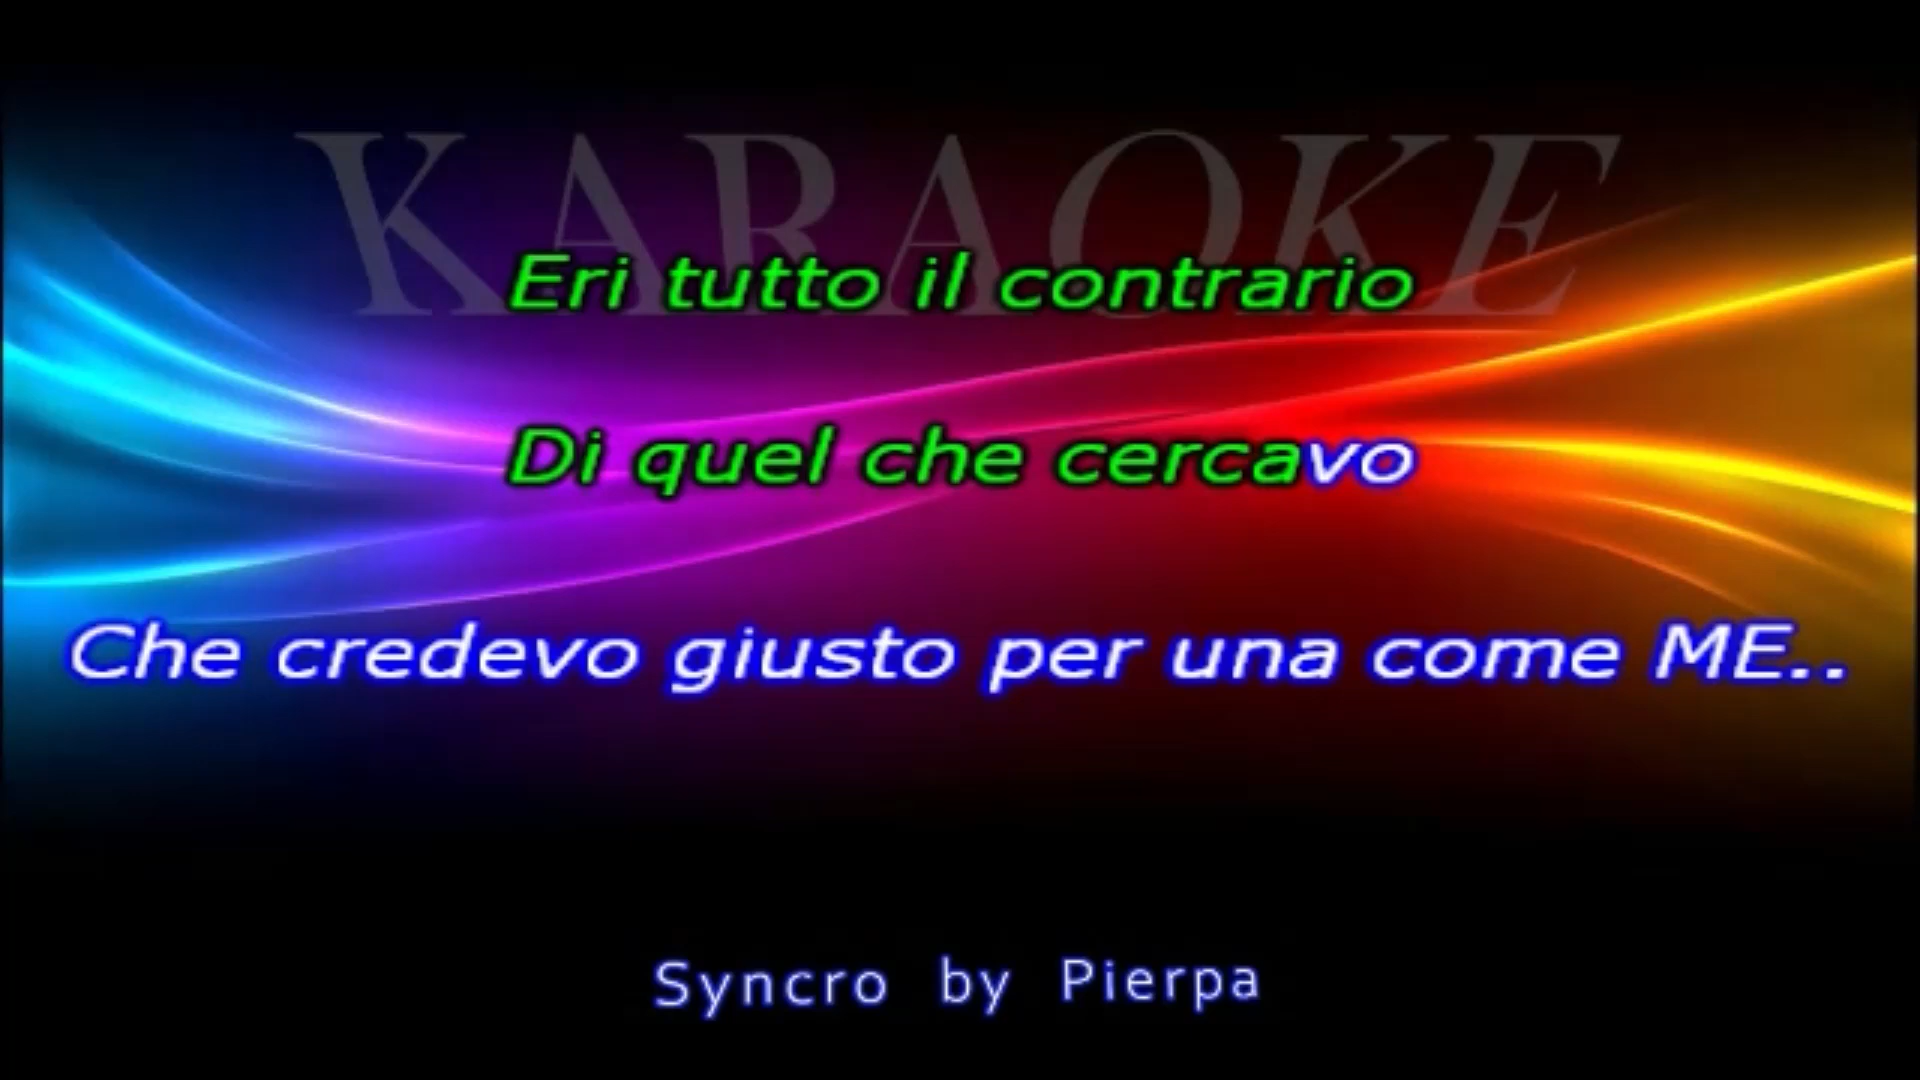 KARAOKE
Eri tutto il contrario
Di quel che cercavo
Che credevo giusto per una come ME..
Syncro by Pierpa